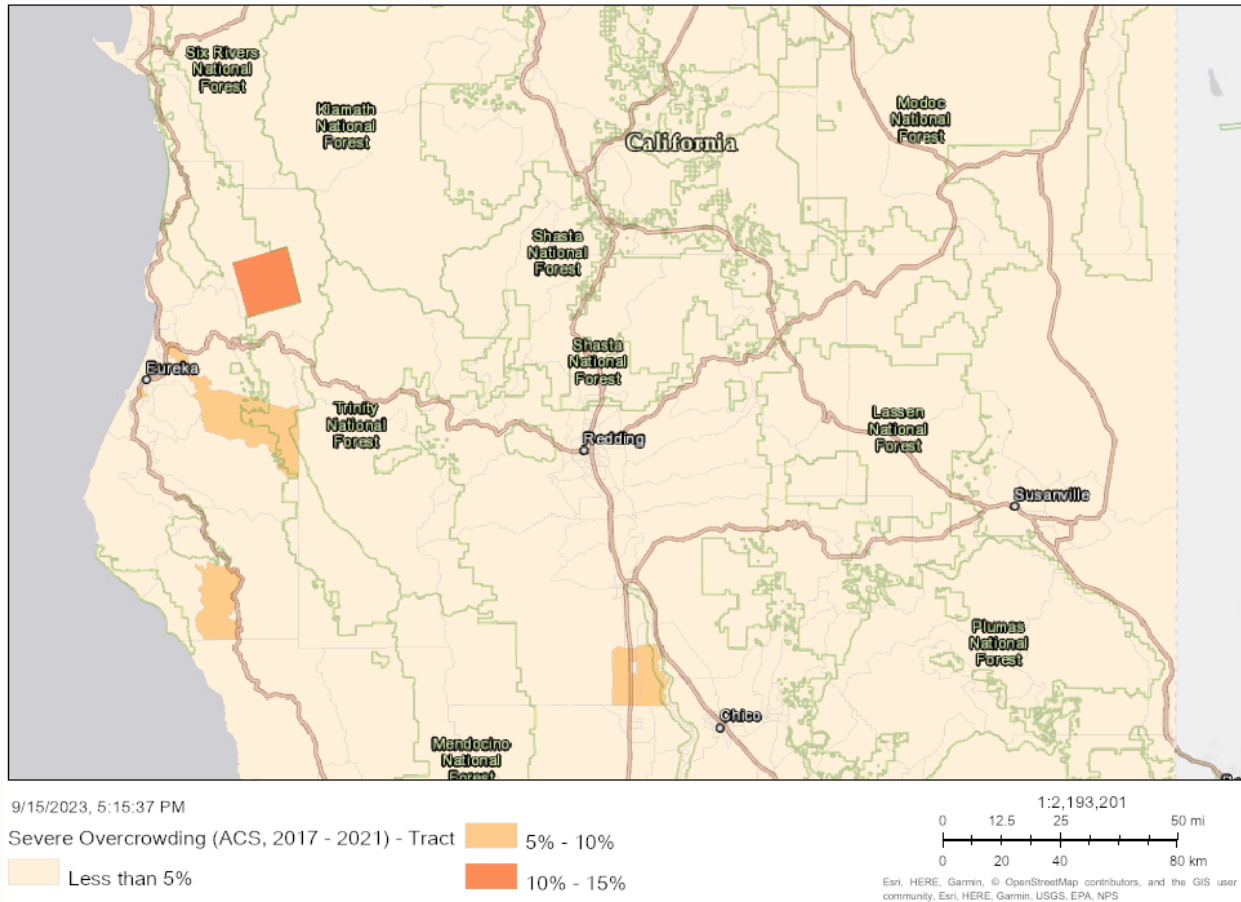 Six Rivers
National
Forest
Klamath
National
Forest
California
Modoc
National
Forest
Shasta
National
Forest
Shasta
National
Forest
Eureka
Trinity
National
Forest
Redding
Lassen
National
Forest
Susanville
Plumas
National
Forest
Chico
Mendocino
National
Forest
9/15/2023, 5:15:37 PM
Severe Overcrowding (ACS, 2017 - 2021) - Tract
Less than 5%
5% - 10%
10% - 15%
1:2,193,201
0 12.5 25 50 mi
0 20 40 80 km
Esri, HERE, Garmin, © OpenStreetMap contributors, and the GIS user
community, Esri, HERE, Garmin, USGS, EPA, NPS